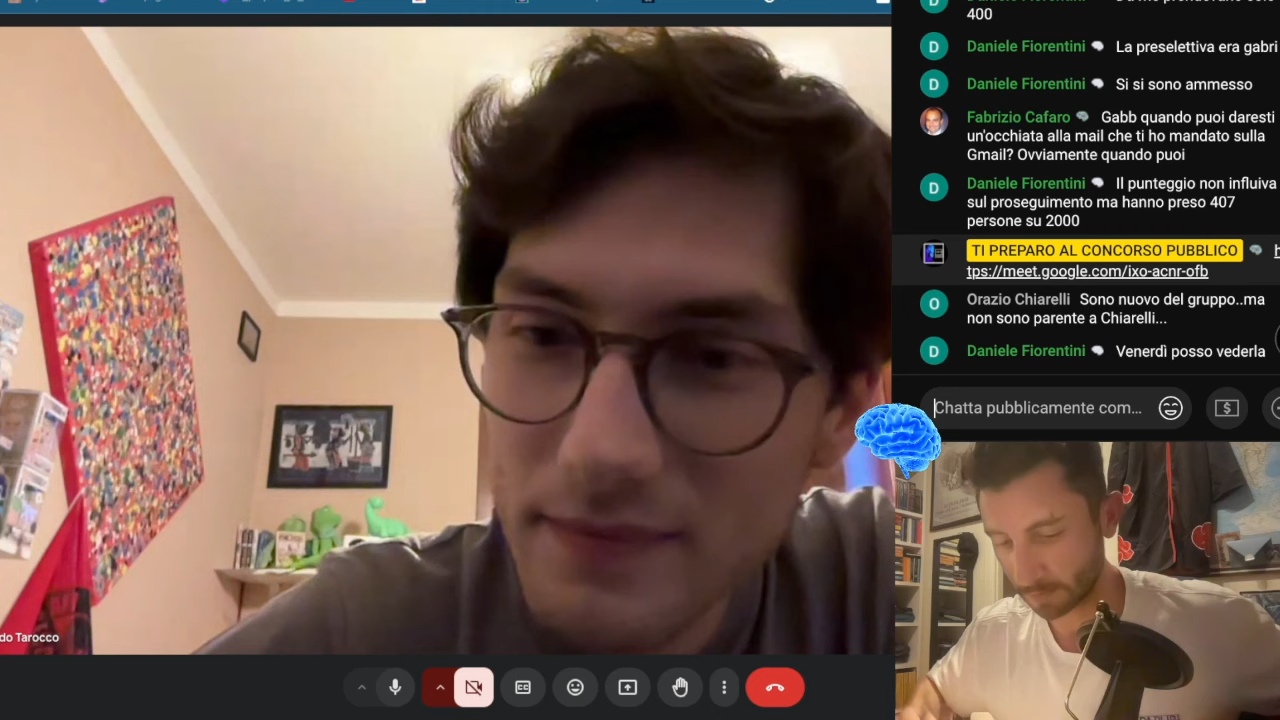 400
Daniele Fiorentini La preselettiva era gabri
Daniele Fiorentini Si si sono ammesso
Fabrizio Cafaro Gabb quando puoi daresti
un'occhiata alla mail che ti ho mandato sulla
Gmail? Ovviamente quando puoi
Daniele Fiorentini Il punteggio non influiva
sul proseguimento ma hanno preso 407
persone su 2000
TI PREPARO AL CONCORSO PUBBLICO h
tps://meet.google.com/ixo-acnr-ofb
Orazio Chiarelli Sono nuovo del gruppo..ma
non sono parente a Chiarelli...
Daniele Fiorentini Venerdì posso vederla
Chatta pubblicamente com...
do Tarocco